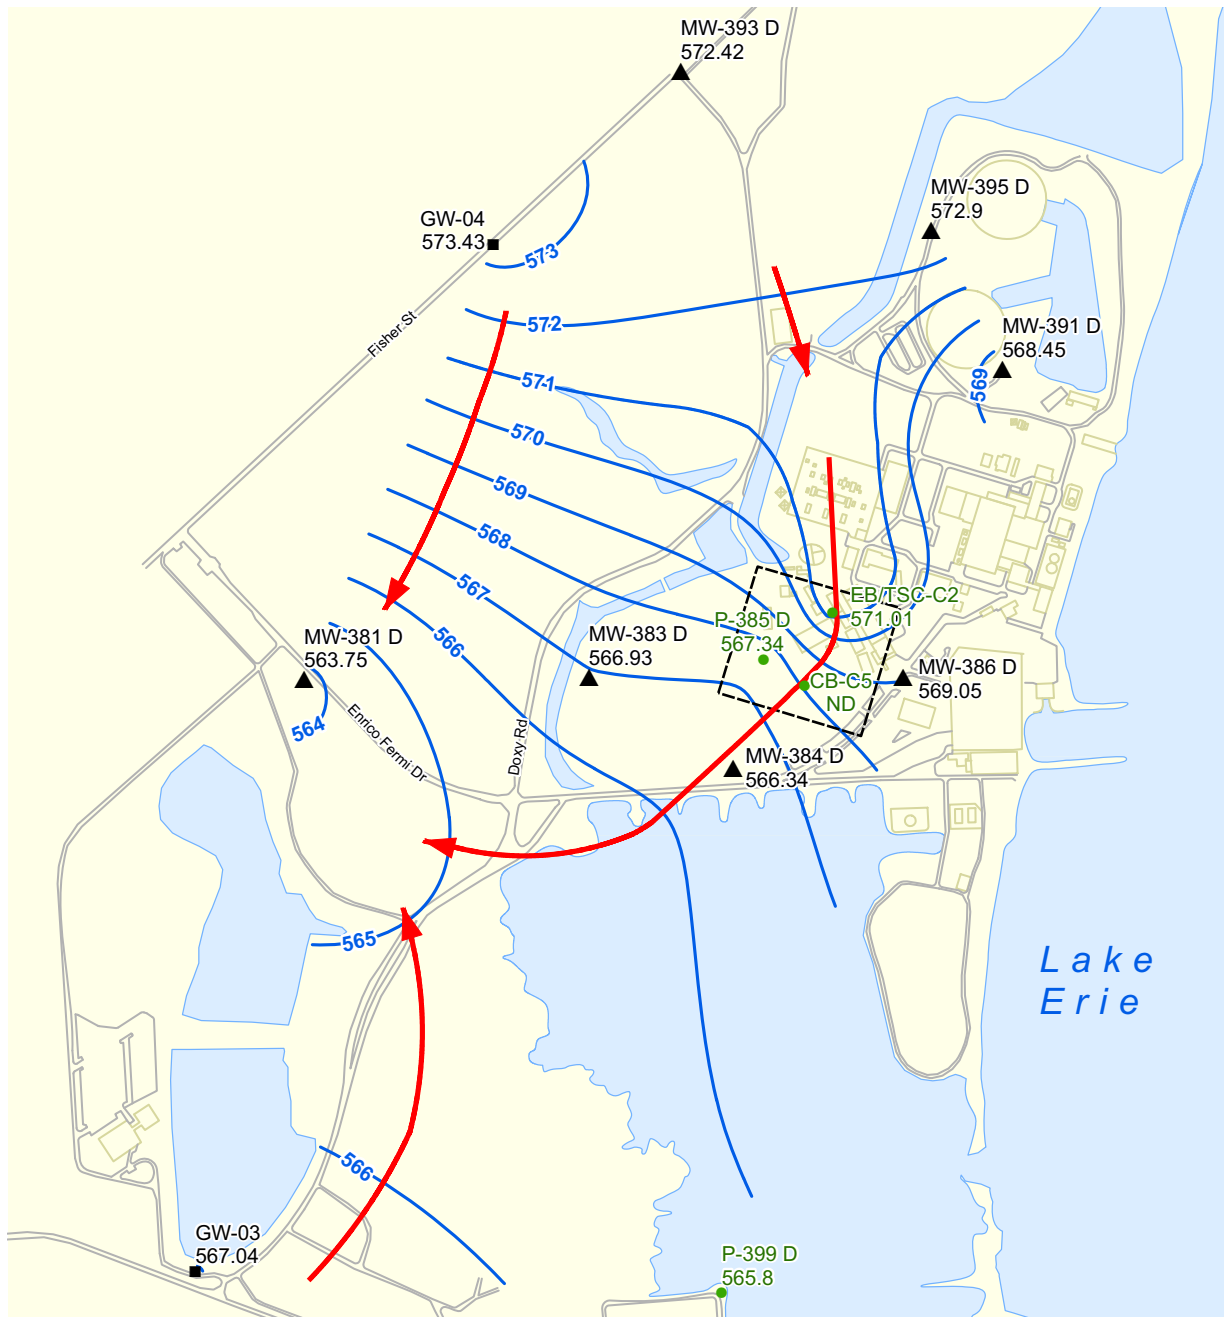 MW-393 D
572.42
MW-395 D
572.9
GW-04
573.43
573
572
MW-391 D
568.45
Fisher St
571
569
570
569
568
567
EB/TSC-C2
571.01
P-385 D
567.34
MW-381 D
563.75
566
MW-383 D
566.93
MW-386 D
569.05
CB-C5
ND
564
Enrico Fermi Dr
Doxy Rd
MW-384 D
566.34
565
Lake
Erie
566
GW-03
567.04
P-399 D
565.8